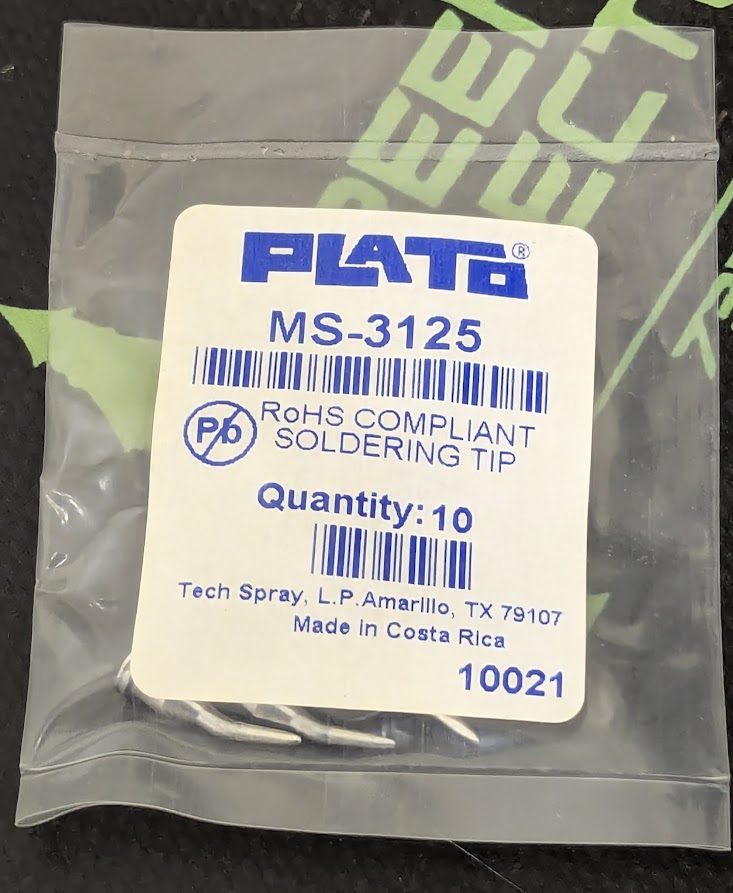 PLATO®
MS-3125
Pb
RoHS COMPLIANT
SOLDERING TIP
Quantity: 10
Tech Spray, L.P. Amarillo, TX 79107
Made in Costa Rica
10021